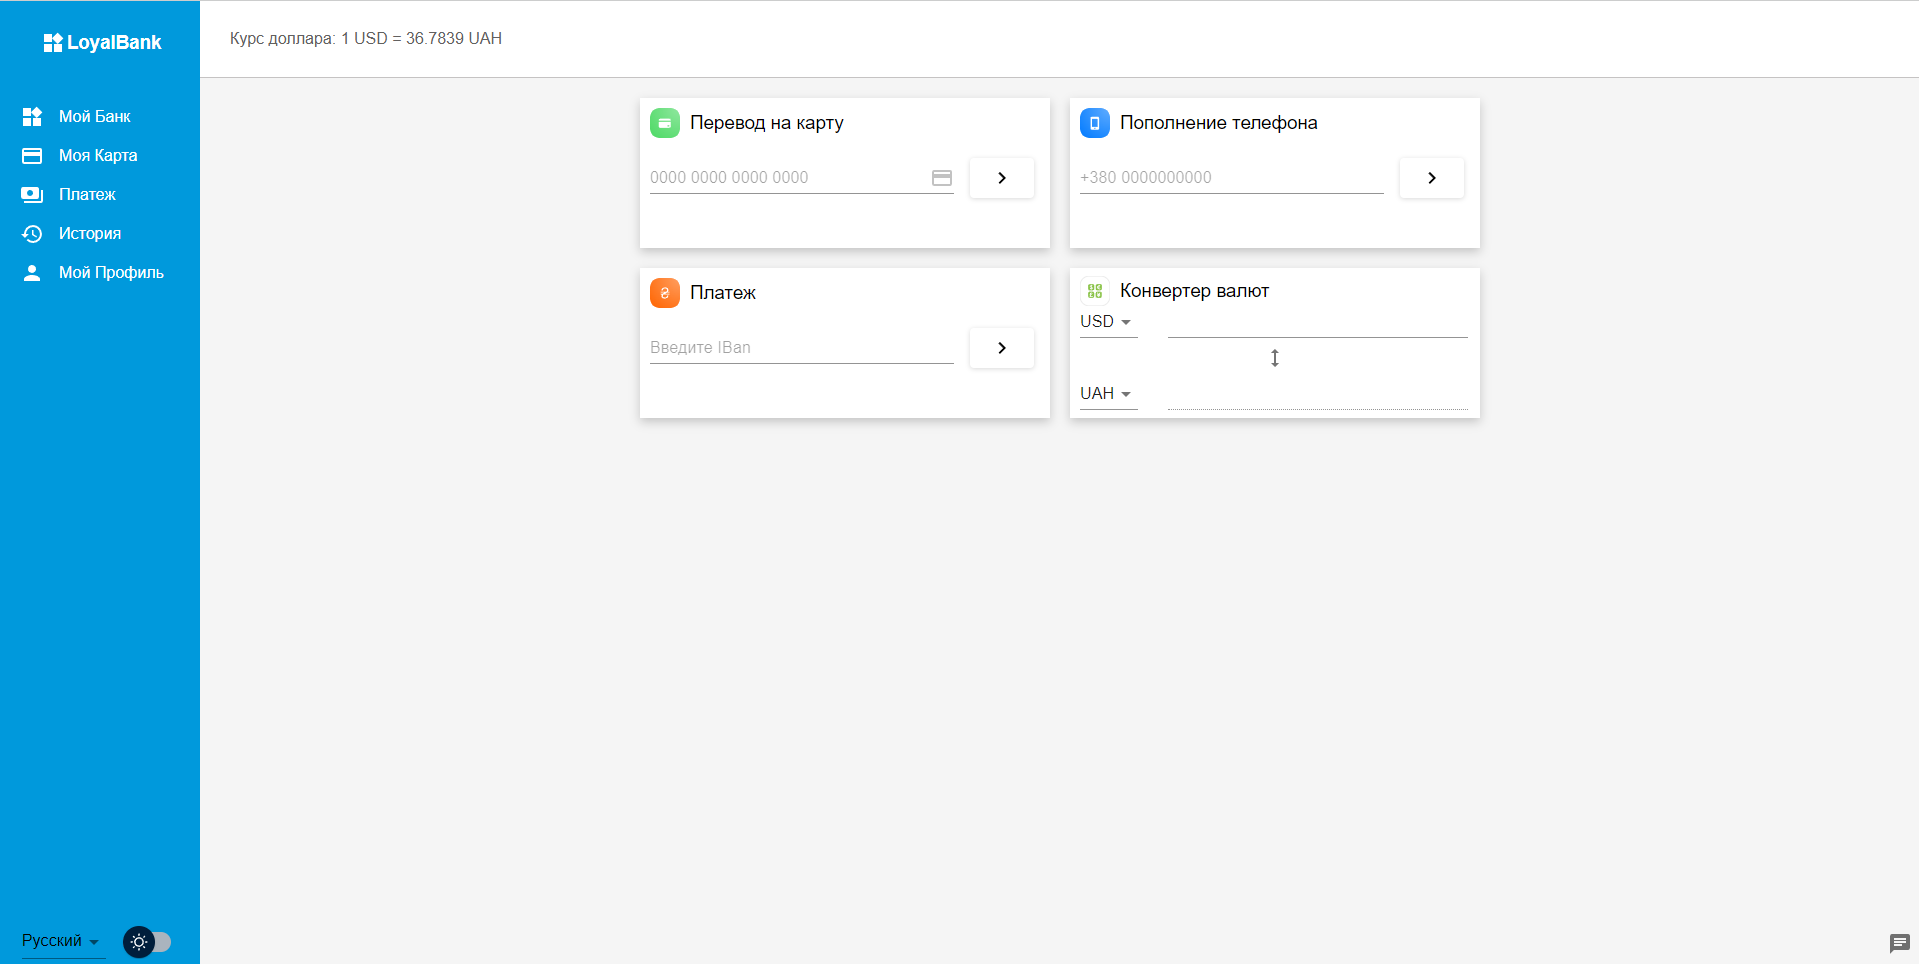 LoyalBank
Мой Банк
Моя Карта
Платеж
История
Мой Профиль
Русский
Курс доллара: 1 USD = 36.7839 UAH
Перевод на карту
0000 0000 0000 0000
Пополнение телефона
+380 0000000000
Платеж
Введите IBan
Конвертер валют
USD
UAH